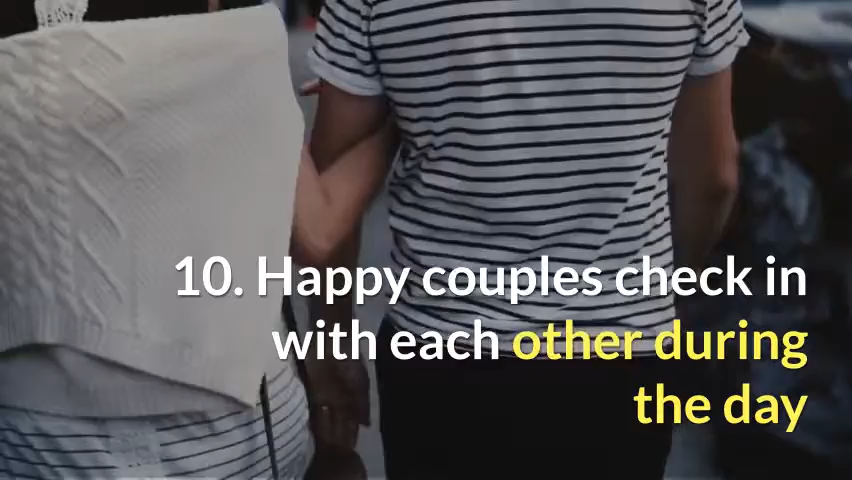 10. Happy couples check in
with each other during
the day